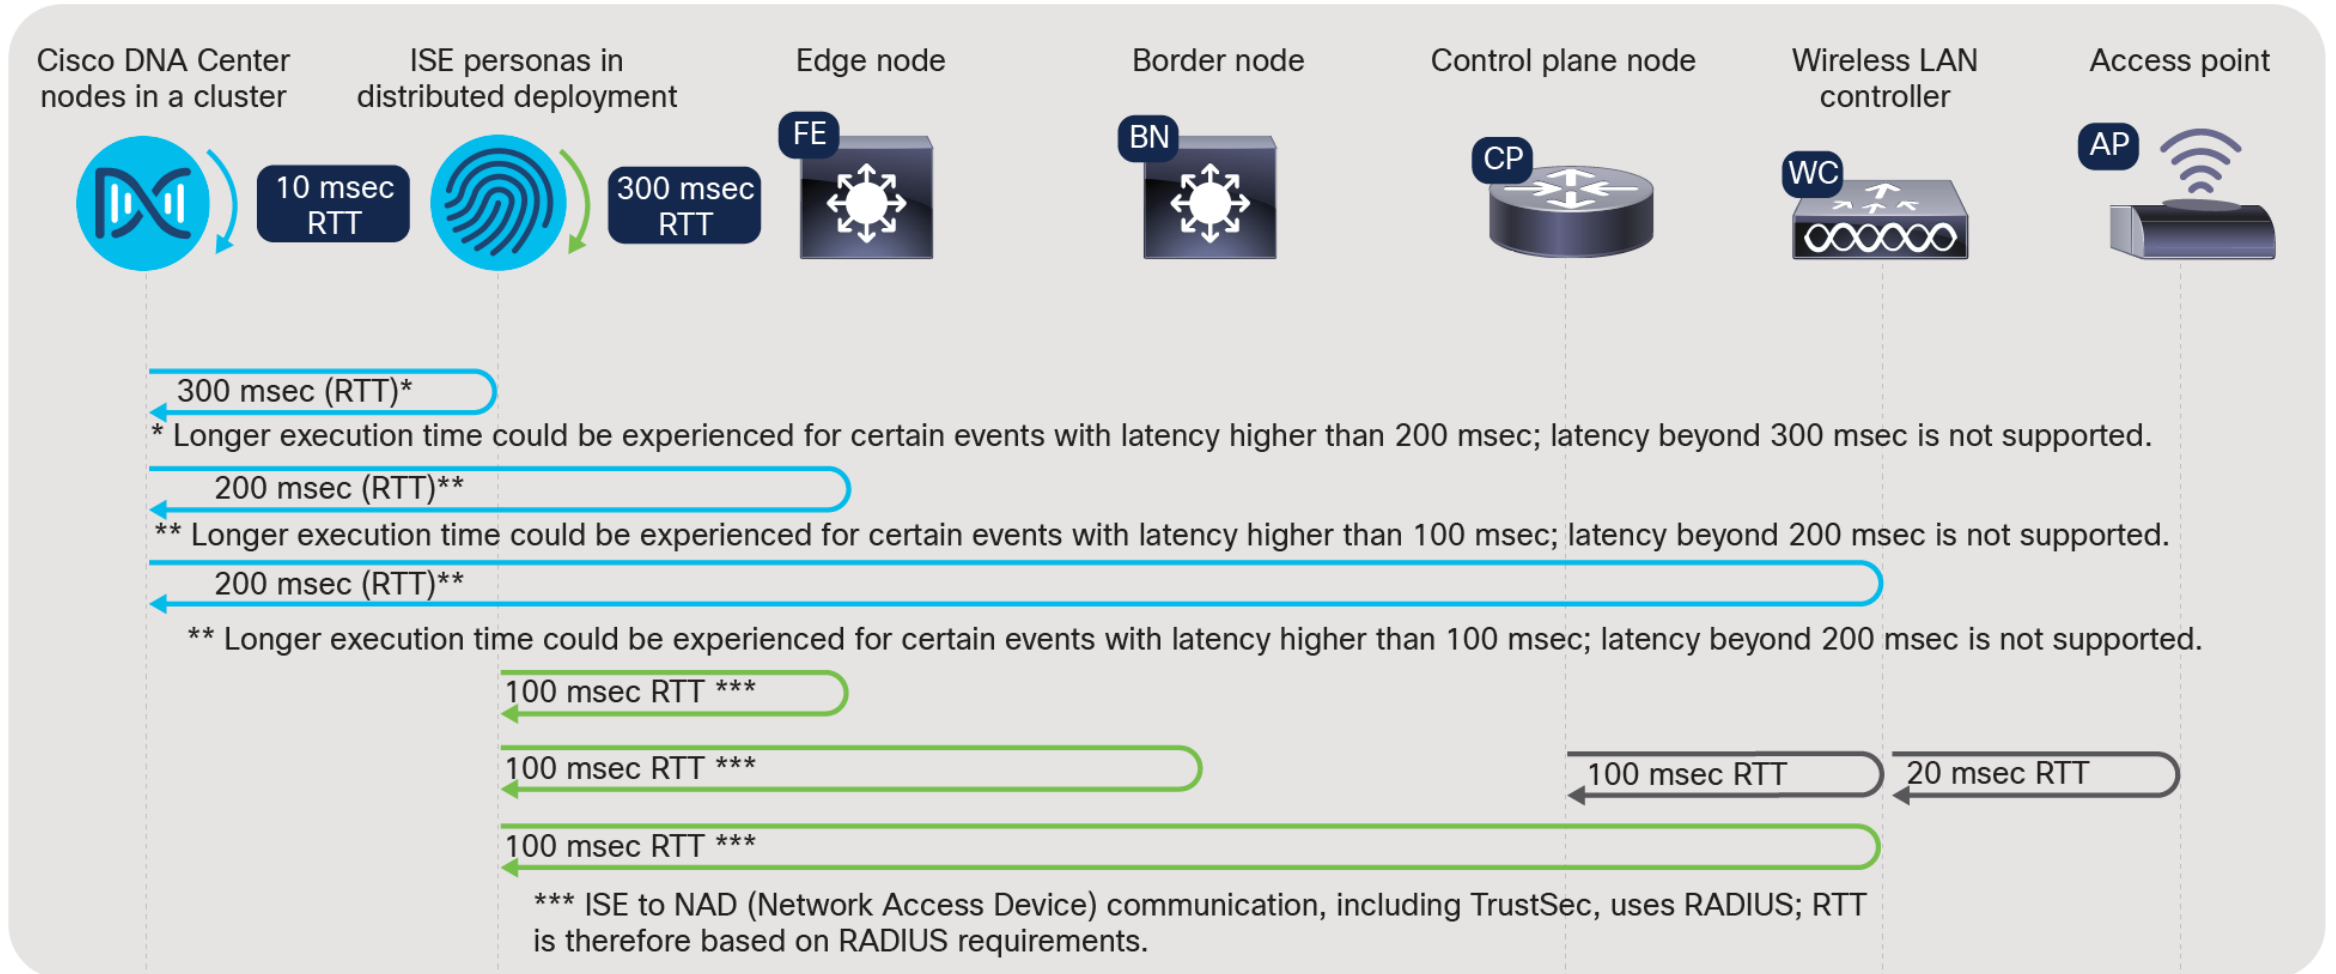 Cisco DNA Center
nodes in a cluster
ISE personas in
distributed deployment
Edge node
Border node
Control plane node
Wireless LAN
controller
Access point
10 msec
RTT
300 msec
RTT
FE
BN
CP
WC
AP
300 msec (RTT)*
* Longer execution time could be experienced for certain events with latency higher than 200 msec; latency beyond 300 msec is not supported.
200 msec (RTT)**
** Longer execution time could be experienced for certain events with latency higher than 100 msec; latency beyond 200 msec is not supported.
200 msec (RTT)**
** Longer execution time could be experienced for certain events with latency higher than 100 msec; latency beyond 200 msec is not supported.
100 msec RTT ***
100 msec RTT ***
100 msec RTT
20 msec RTT
100 msec RTT ***
*** ISE to NAD (Network Access Device) communication, including TrustSec, uses RADIUS; RTT
is therefore based on RADIUS requirements.